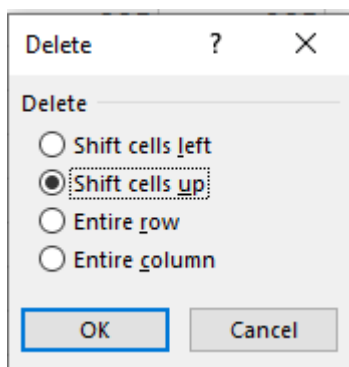 Delete ?
Delete
Shift cells left
Shift cells up
Entire row
Entire column
OK Cancel